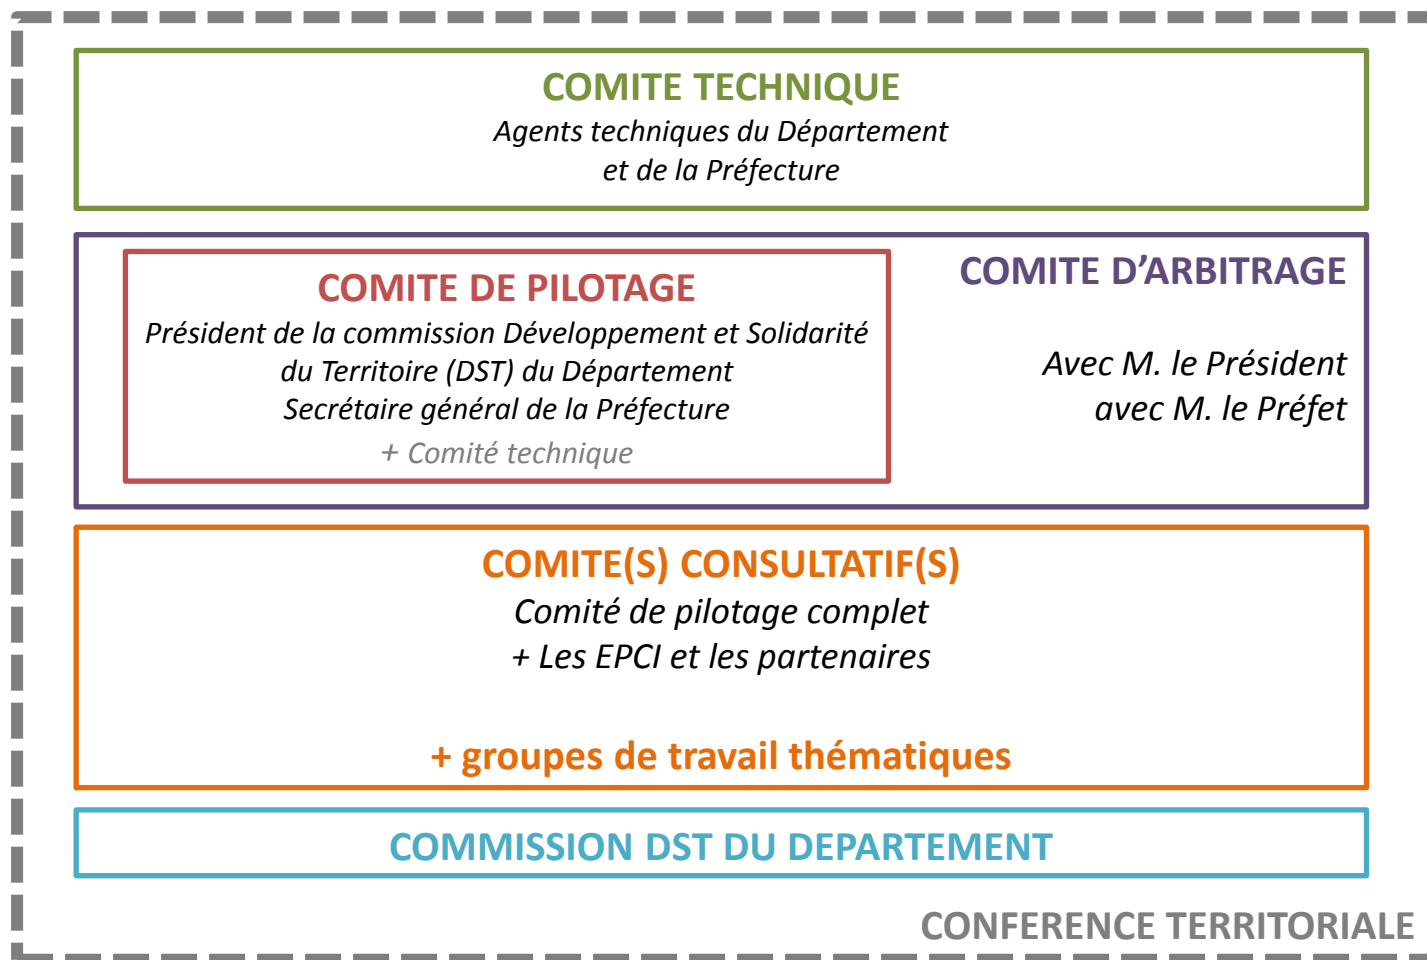 COMITE TECHNIQUE
Agents techniques du Département
et de la Préfecture
COMITE DE PILOTAGE
Président de la commission Développement et Solidarité
du Territoire (DST) du Département
Secrétaire général de la Préfecture
+ Comité technique
COMITE D’ARBITRAGE
Avec M. le Président
avec M. le Préfet
COMITE(S) CONSULTATIF(S)
Comité de pilotage complet
+ Les EPCI et les partenaires
+ groupes de travail thématiques
COMMISSION DST DU DEPARTEMENT
CONFERENCE TERRITORIALE